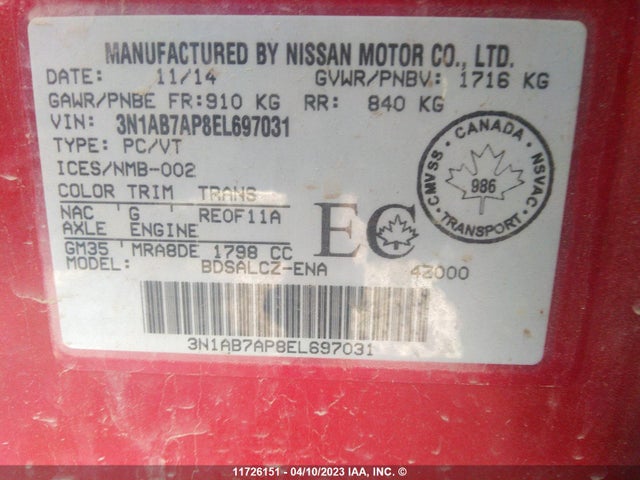 MANUFACTURED BY NISSAN MOTOR CO., LTD.
DATE: 11/14 GVWR/PNBV: 1716 KG
GAWR/PNBE FR: 910 KG RR: 840 KG
VIN: 3N1AB7AP8EL697031
TYPE: PC/VT
ICES/NMB-002
COLOR TRIM TRANS
NAC G RE0F11A
AXLE ENGINE
GM35 MRA8DE 1798 CC
MODEL: BDSALCZ-ENA 4Z000
EC
CANADA
CMVSS 986 NSVAC
TRANSPORT
3N1AB7AP8EL697031
11726151 - 04/10/2023 IAA, INC. ©